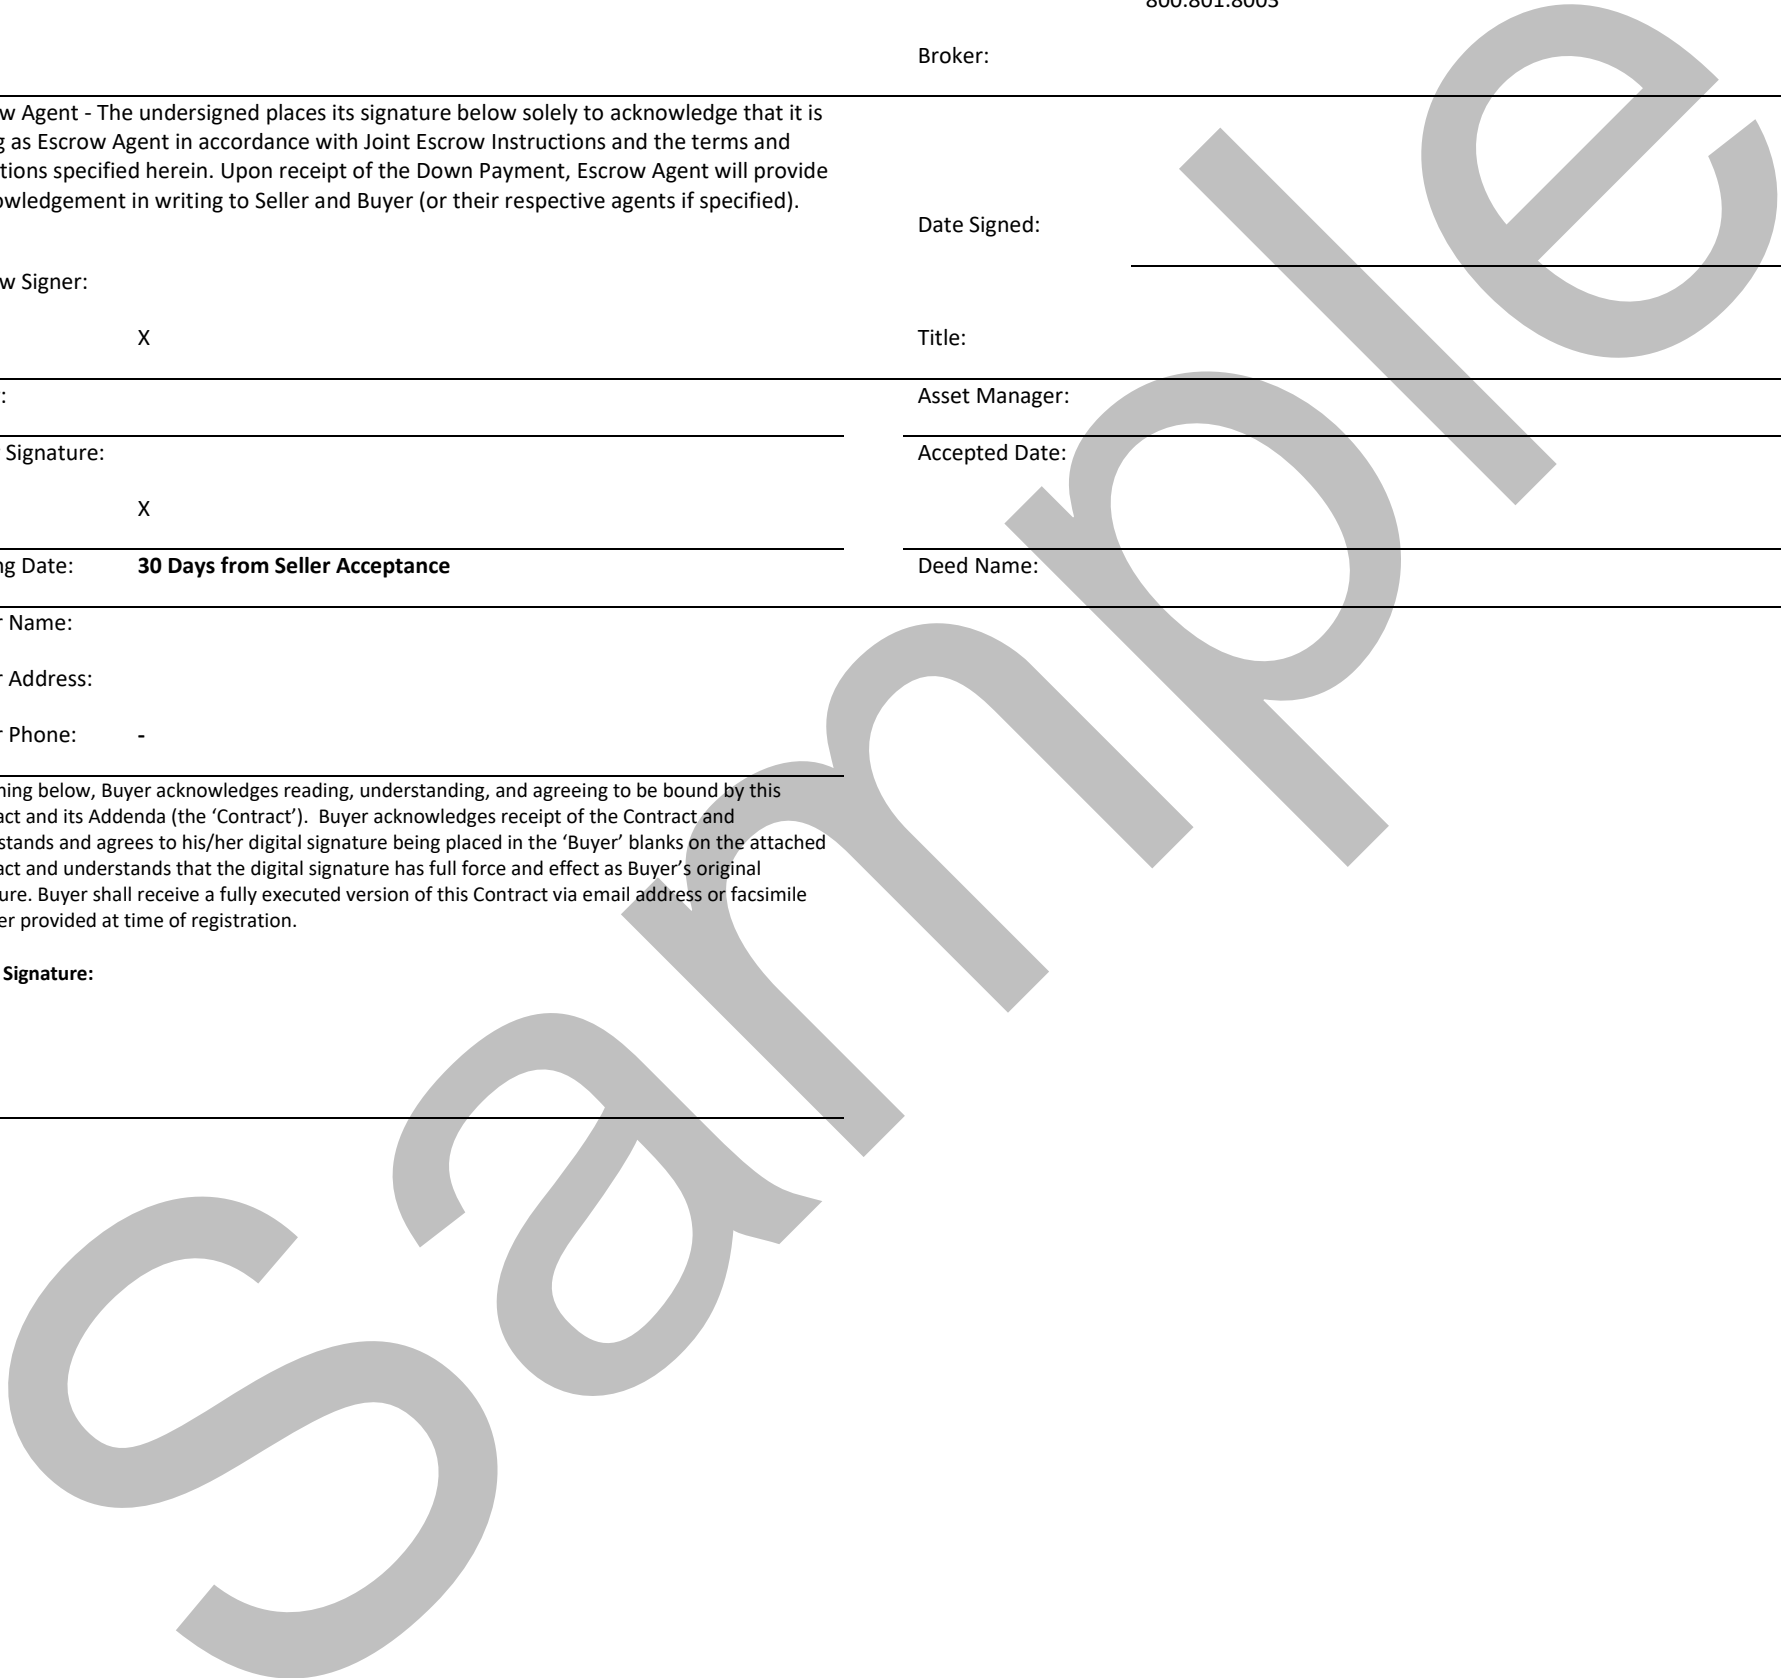 800.801.8003
Broker:
w Agent - The undersigned places its signature below solely to acknowledge that it is
g as Escrow Agent in accordance with Joint Escrow Instructions and the terms and
tions specified herein. Upon receipt of the Down Payment, Escrow Agent will provide
owledgement in writing to Seller and Buyer (or their respective agents if specified).
Date Signed:
w Signer:
X Title:
: Asset Manager:
Signature: Accepted Date:
X
ng Date: 30 Days from Seller Acceptance Deed Name:
r Name:
r Address:
r Phone: -
ning below, Buyer acknowledges reading, understanding, and agreeing to be bound by this
act and its Addenda (the ‘Contract’). Buyer acknowledges receipt of the Contract and
stands and agrees to his/her digital signature being placed in the ‘Buyer’ blanks on the attached
act and understands that the digital signature has full force and effect as Buyer’s original
ure. Buyer shall receive a fully executed version of this Contract via email address or facsimile
er provided at time of registration.
Signature:
Sample